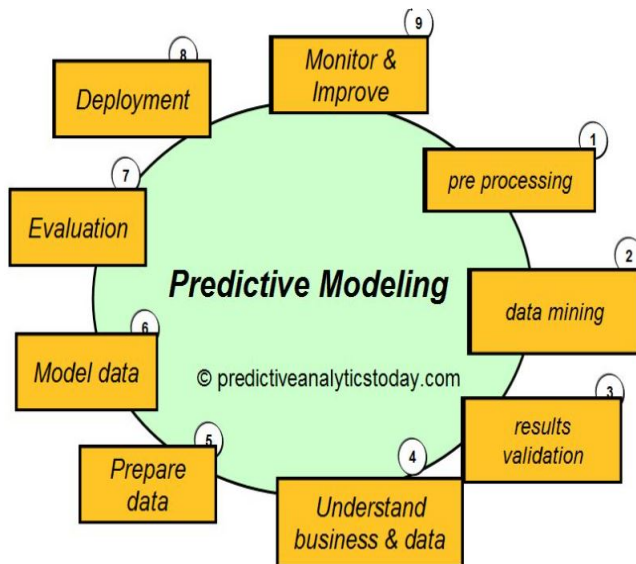 9
Monitor &
Improve
8
Deployment
1
pre processing
7
Evaluation
2
data mining
Predictive Modeling
6
Model data
© predictiveanalyticstoday.com
3
results
validation
5
Prepare
data
4
Understand
business & data